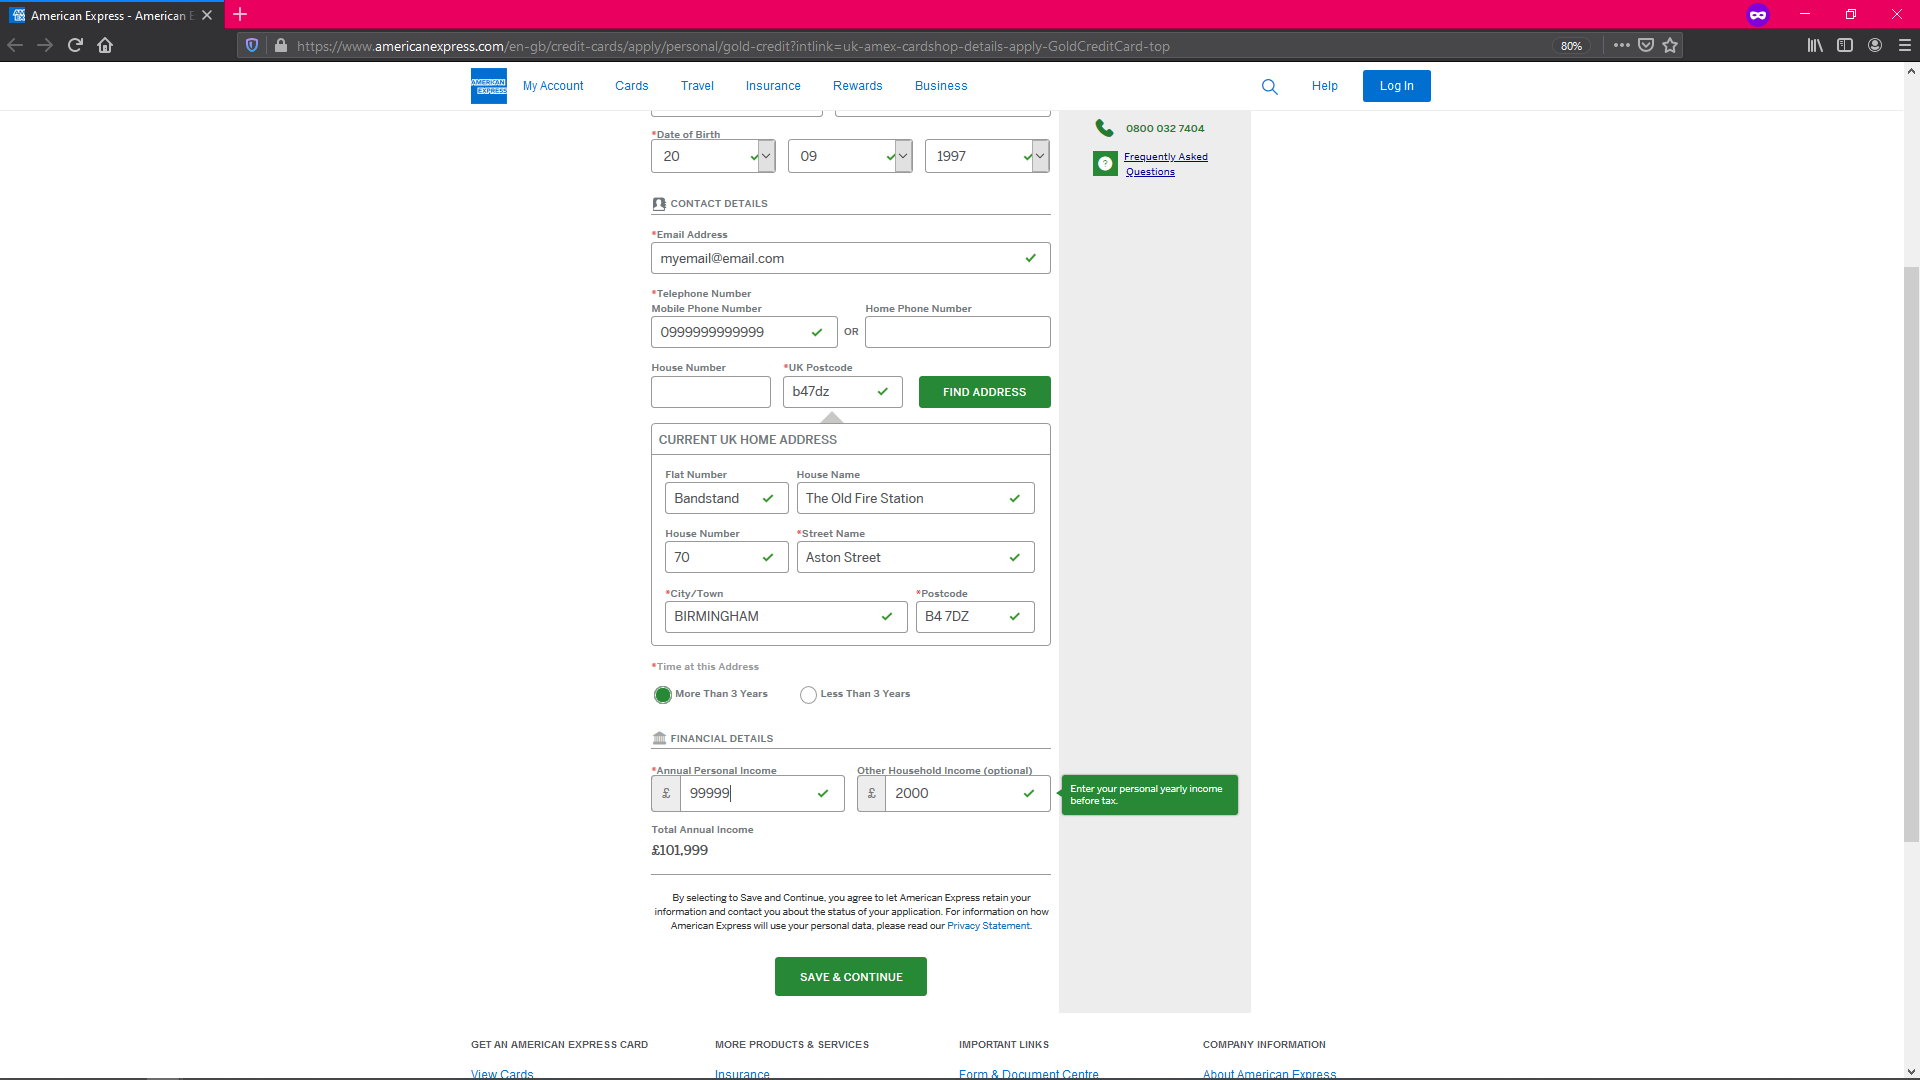 American Express - American E
https://www.americanexpress.com/en-gb/credit-cards/apply/personal/gold-credit?intlink=uk-amex-cardshop-details-apply-GoldCreditCard-top
80%
AMERICAN EXPRESS
My Account Cards Travel Insurance Rewards Business Help Log In
*Date of Birth
20 09 1997
0800 032 7404
Frequently Asked
Questions
CONTACT DETAILS
*Email Address
myemail@email.com
*Telephone Number
Mobile Phone Number Home Phone Number
0999999999999 OR
House Number *UK Postcode
b47dz FIND ADDRESS
CURRENT UK HOME ADDRESS
Flat Number House Name
Bandstand The Old Fire Station
House Number *Street Name
70 Aston Street
*City/Town *Postcode
BIRMINGHAM B4 7DZ
*Time at this Address
More Than 3 Years Less Than 3 Years
FINANCIAL DETAILS
*Annual Personal Income Other Household Income (optional)
£ 99999 £ 2000
Enter your personal yearly income
before tax.
Total Annual Income
£101,999
By selecting to Save and Continue, you agree to let American Express retain your
information and contact you about the status of your application. For information on how
American Express will use your personal data, please read our Privacy Statement.
SAVE & CONTINUE
GET AN AMERICAN EXPRESS CARD MORE PRODUCTS & SERVICES IMPORTANT LINKS COMPANY INFORMATION
View Cards Insurance Form & Document Centre About American Express